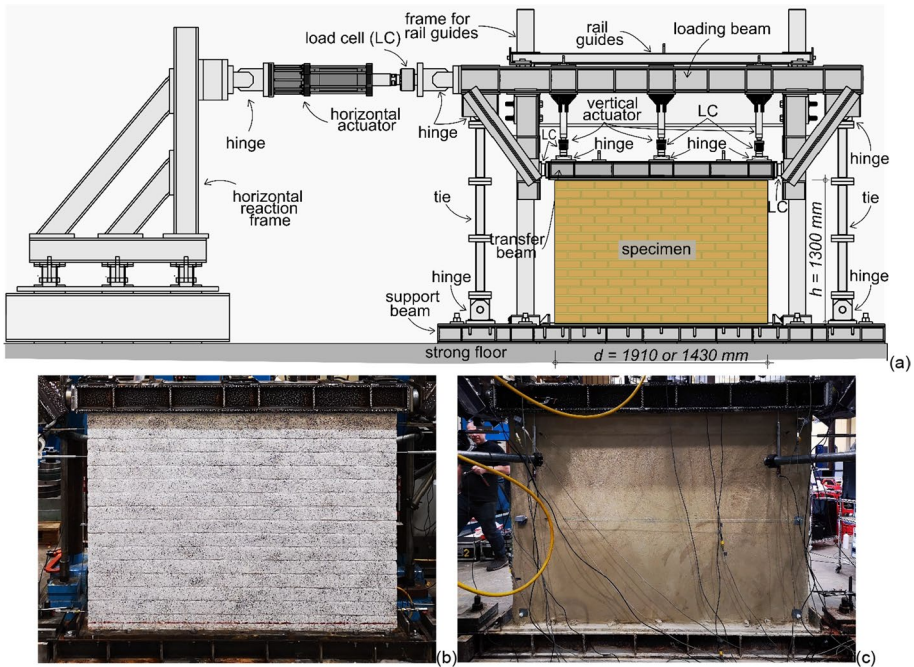 frame for
rail guides
rail
guides
loading beam
load cell (LC)
horizontal
actuator
hinge
hinge
vertical
actuator
LC
LC
hinge
hinge
hinge
LC
tie
tie
horizontal
reaction
frame
transfer
beam
specimen
h = 1300 mm
hinge
hinge
support
beam
strong floor
d = 1910 or 1430 mm
(a)
(b)
2
(c)